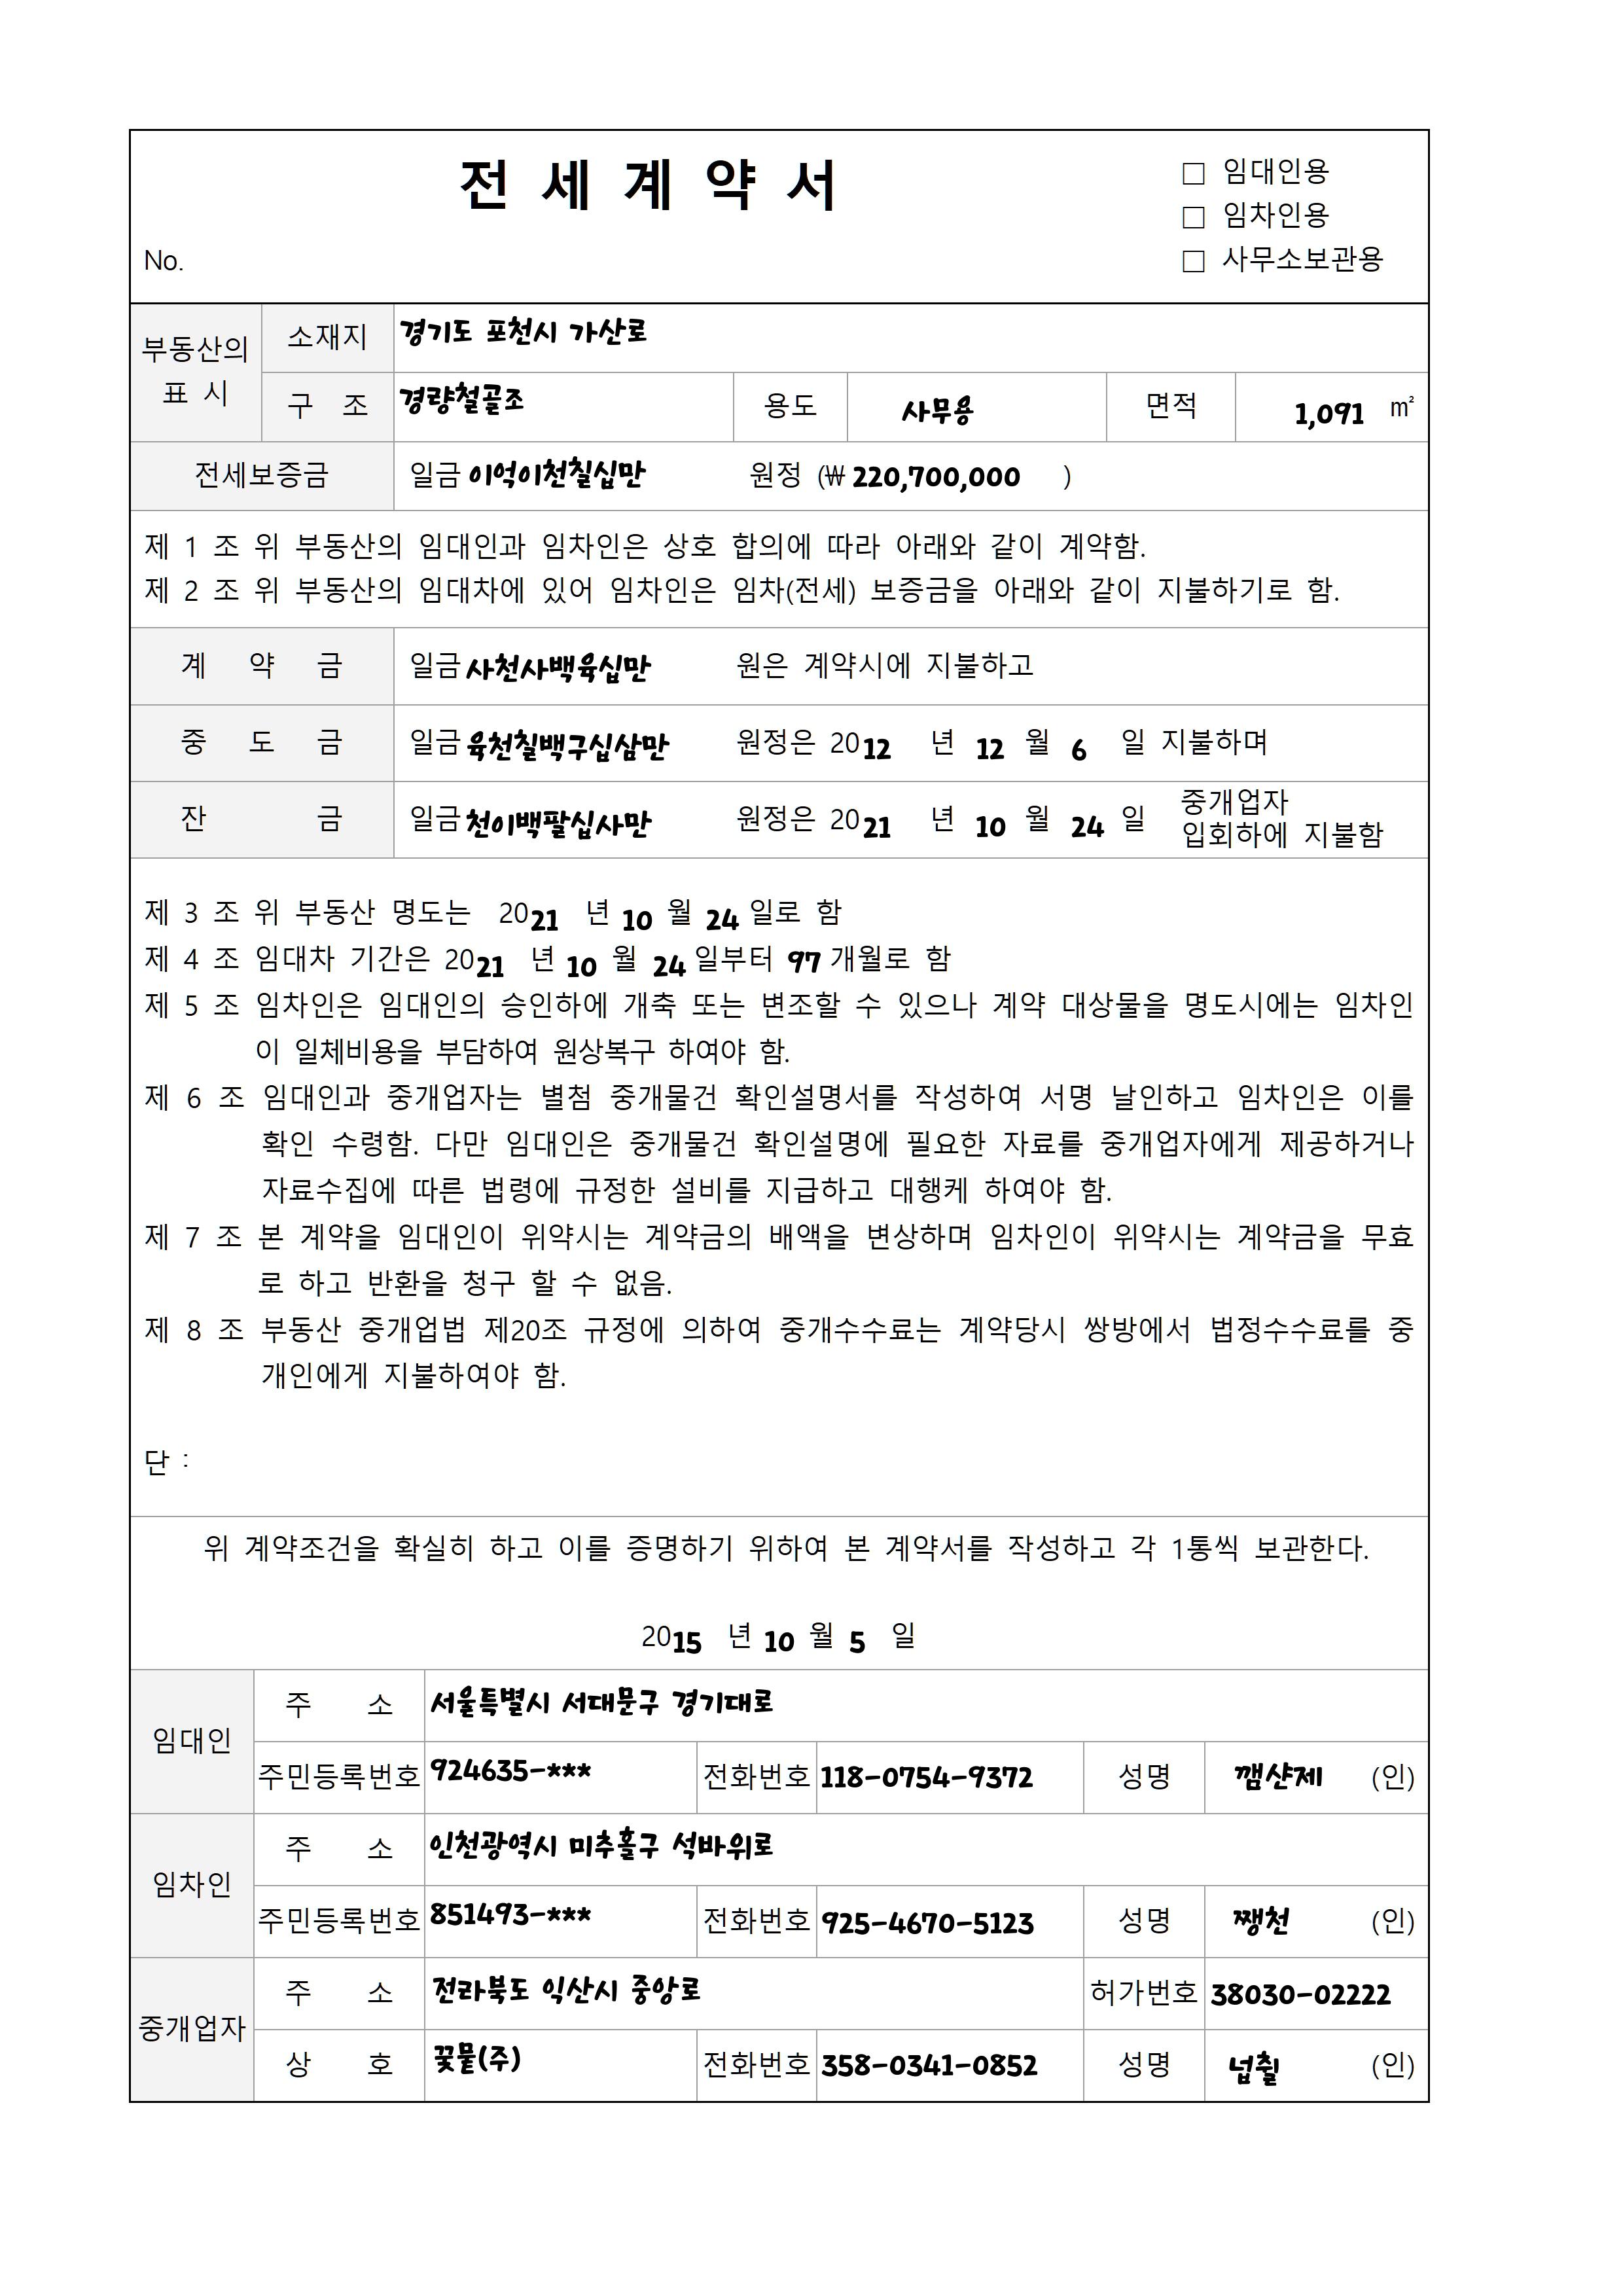 전 세 계 약 서
□ 임대인용
□ 임차인용
□ 사무소보관용
No.
부동산의 표 시
소재지 경기도 포천시 가산로
구 조 경량철골조 용도 사무용 면적 1,091 ㎡
전세보증금 일금 이억이천칠십만 원정 (₩ 220,700,000 )
제 1 조 위 부동산의 임대인과 임차인은 상호 합의에 따라 아래와 같이 계약함.
제 2 조 위 부동산의 임대차에 있어 임차인은 임차(전세) 보증금을 아래와 같이 지불하기로 함.
계 약 금 일금 사천사백육십만 원은 계약시에 지불하고
중 도 금 일금 육천칠백구십삼만 원정은 2012 년 12 월 6 일 지불하며
잔 금 일금 천이백팔십사만 원정은 2021 년 10 월 24 일 중개업자 입회하에 지불함
제 3 조 위 부동산 명도는 2021 년 10 월 24 일로 함
제 4 조 임대차 기간은 2021 년 10 월 24 일부터 97 개월로 함
제 5 조 임차인은 임대인의 승인하에 개축 또는 변조할 수 있으나 계약 대상물을 명도시에는 임차인
이 일체비용을 부담하여 원상복구 하여야 함.
제 6 조 임대인과 중개업자는 별첨 중개물건 확인설명서를 작성하여 서명 날인하고 임차인은 이를
확인 수령함. 다만 임대인은 중개물건 확인설명에 필요한 자료를 중개업자에게 제공하거나
자료수집에 따른 법령에 규정한 설비를 지급하고 대행케 하여야 함.
제 7 조 본 계약을 임대인이 위약시는 계약금의 배액을 변상하며 임차인이 위약시는 계약금을 무효
로 하고 반환을 청구 할 수 없음.
제 8 조 부동산 중개업법 제20조 규정에 의하여 중개수수료는 계약당시 쌍방에서 법정수수료를 중
개인에게 지불하여야 함.
단 :
위 계약조건을 확실히 하고 이를 증명하기 위하여 본 계약서를 작성하고 각 1통씩 보관한다.
2015 년 10 월 5 일
임대인
주 소 서울특별시 서대문구 경기대로
주민등록번호 924635-*** 전화번호 118-0754-9372 성명 깸샨제 (인)
임차인
주 소 인천광역시 미추홀구 석바위로
주민등록번호 851493-*** 전화번호 925-4670-5123 성명 쨍천 (인)
중개업자
주 소 전라북도 익산시 중앙로 허가번호 38030-02222
상 호 꽃뭍(주) 전화번호 358-0341-0852 성명 넙췰 (인)